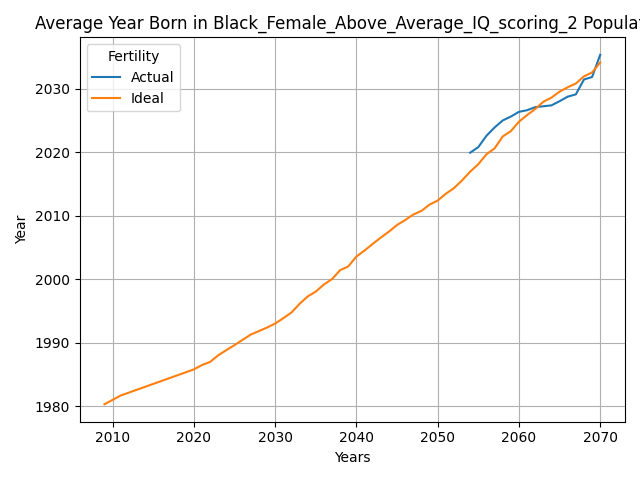 Average Year Born in Black_Female_Above_Average_IQ_scoring_2 Populat
Fertility
Actual
Ideal
Year
2030
2020
2010
2000
1990
1980
2010 2020 2030 2040 2050 2060 2070
Years